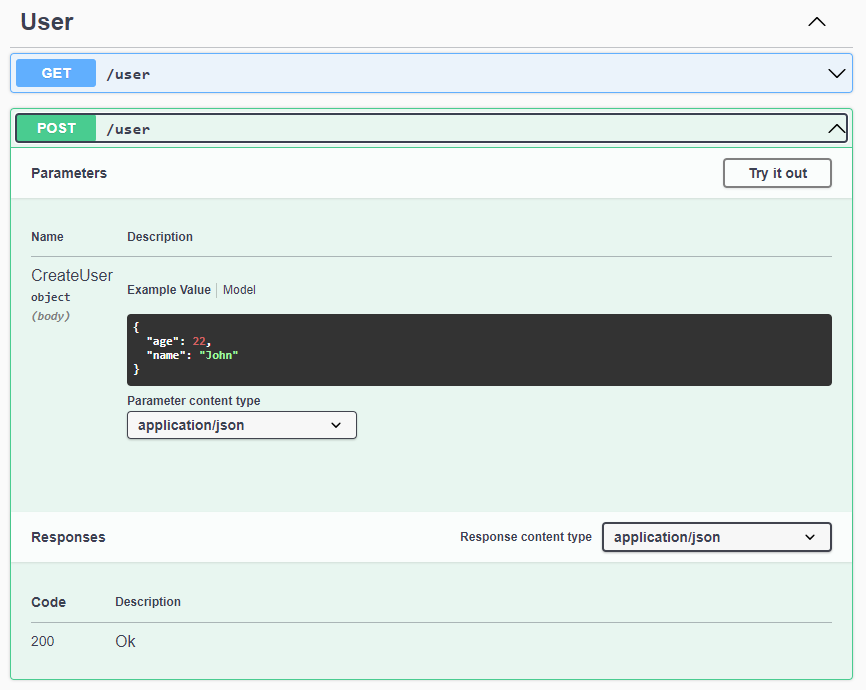 User
GET /user
POST /user
Parameters Try it out
Name Description
CreateUser
object
(body)
Example Value Model
{
"age": 22,
"name": "John"
}
Parameter content type
application/json
Responses Response content type application/json
Code Description
200 Ok